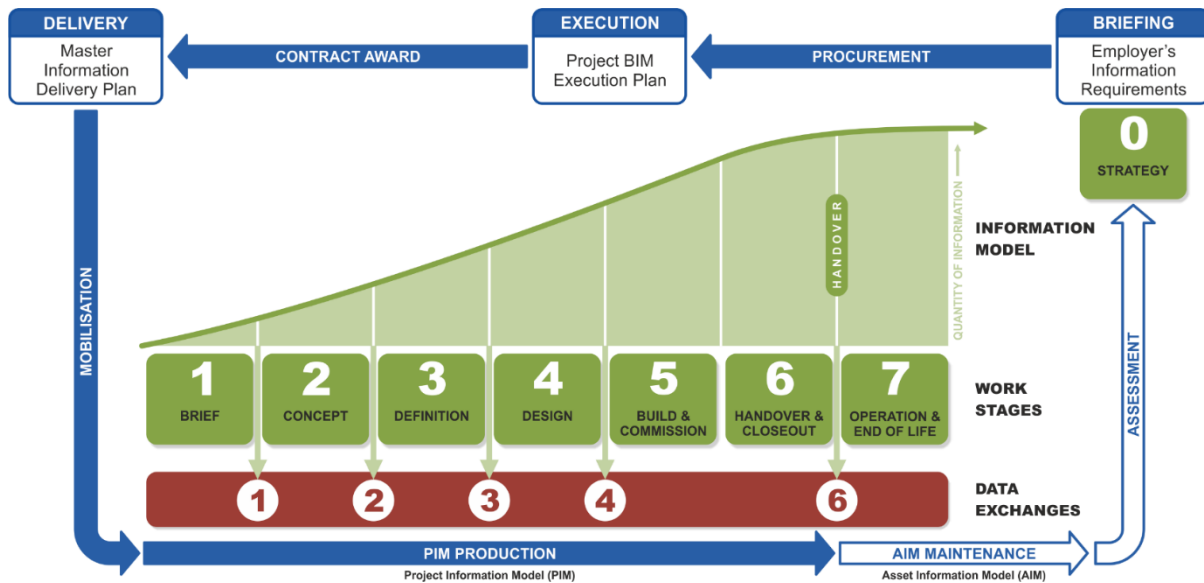 DELIVERY
Master
Information
Delivery Plan
CONTRACT AWARD
EXECUTION
Project BIM
Execution Plan
PROCUREMENT
BRIEFING
Employer's
Information
Requirements
0
STRATEGY
MOBILISATION
HANDOVER
QUANTITY OF INFORMATION
INFORMATION
MODEL
ASSESSMENT
1
BRIEF
2
CONCEPT
3
DEFINITION
4
DESIGN
5
BUILD &
COMMISSION
6
HANDOVER &
CLOSEOUT
7
OPERATION &
END OF LIFE
WORK
STAGES
1
2
3
4
6
DATA
EXCHANGES
PIM PRODUCTION
AIM MAINTENANCE
Project Information Model (PIM)
Asset Information Model (AIM)